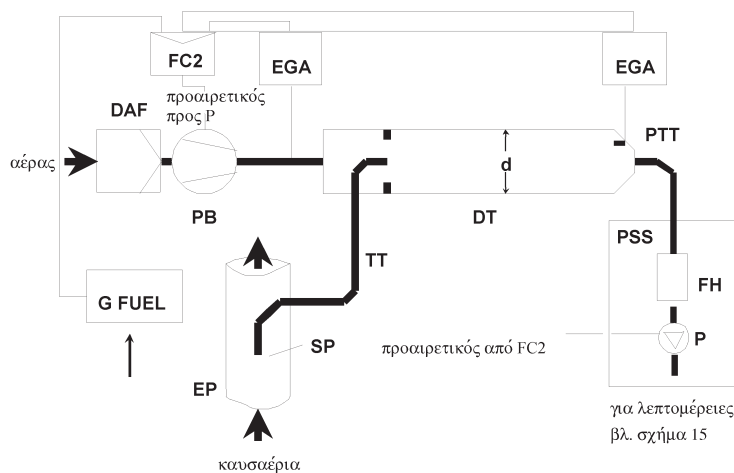 FC2
EGA
EGA
προαιρετικός
προς P
DAF
αέρας
PB
d
DT
PTT
PSS
FH
TT
G FUEL
SP
EP
προαιρετικός από FC2
P
για λεπτομέρειες
βλ. σχήμα 15
καυσαέρια